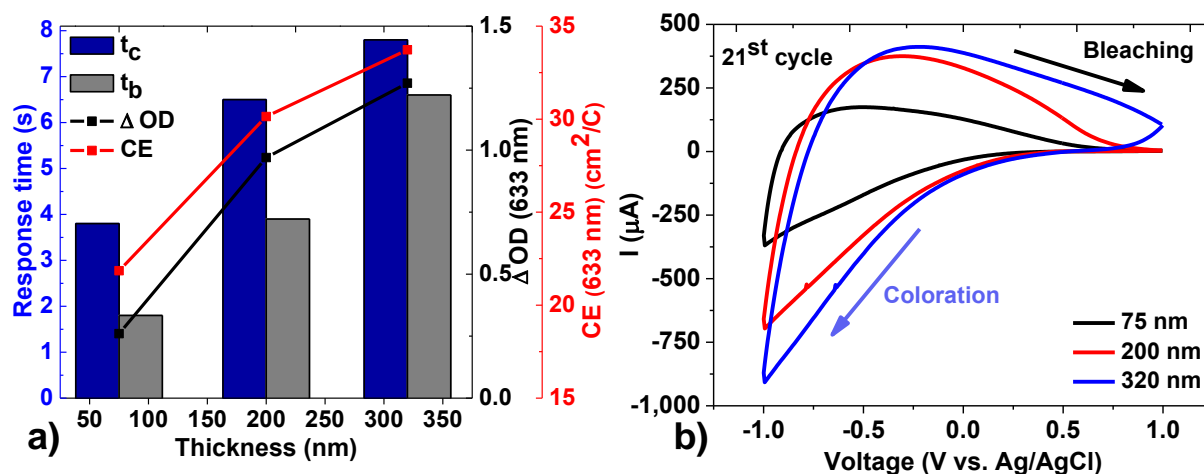 8
7
6
5
4
3
2
1
0
Response time (s)
t_c
t_b
Δ OD
CE
50 100 150 200 250 300 350
Thickness (nm)
a)
1.5
1.0
0.5
0.0
Δ OD (633 nm)
35
30
25
20
15
CE (633 nm) (cm²/C)
500
250
0
-250
-500
-750
-1,000
I (μA)
21st cycle
Bleaching
Coloration
75 nm
200 nm
320 nm
-1.0 -0.5 0.0 0.5 1.0
Voltage (V vs. Ag/AgCl)
b)